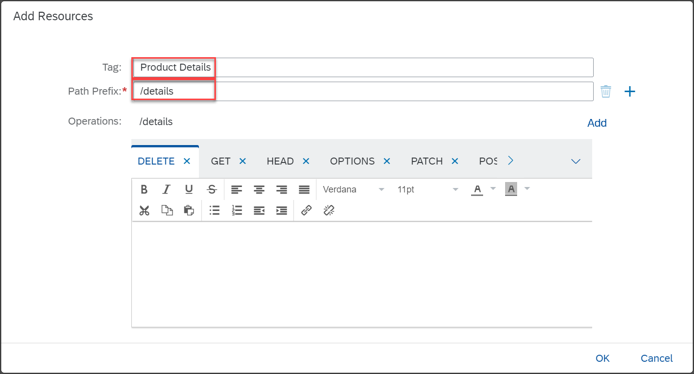 Add Resources
Tag: Product Details
Path Prefix:* /details
Operations: /details
Add
DELETE GET HEAD OPTIONS PATCH POS
B I U S Verdana 11pt A A
OK Cancel